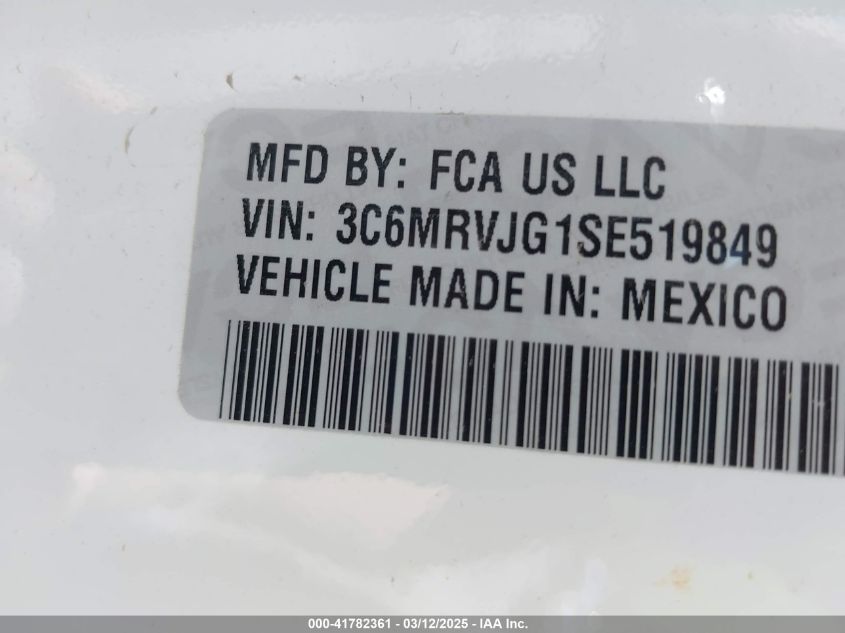 MFD BY: FCA US LLC
VIN: 3C6MRVJG1SE519849
VEHICLE MADE IN: MEXICO
000-41782361 - 03/12/2025 - IAA Inc.